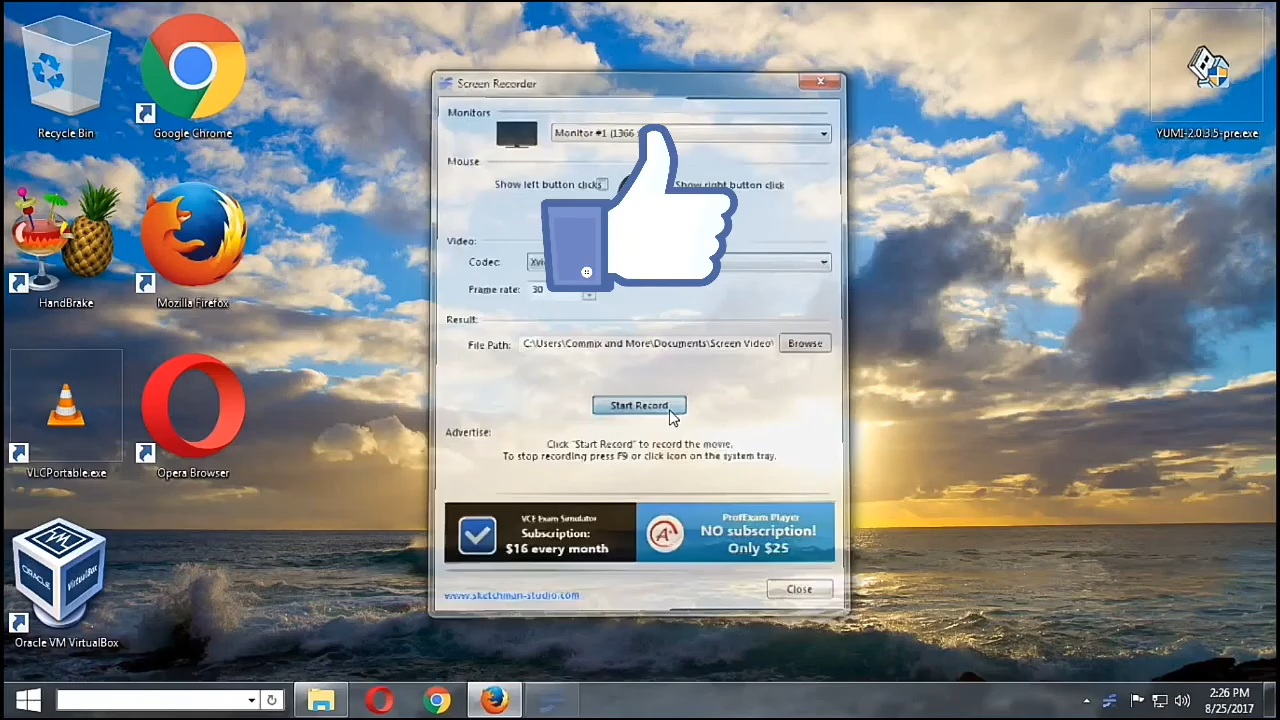 Recycle Bin
Google Chrome
YUMI-2.0.3.5-pre.exe
HandBrake
Mozilla Firefox
VLCPortable.exe
Opera Browser
ORACLE
VirtualBox
Oracle VM VirtualBox
Screen Recorder
Monitors
Monitor #1 (1366
Mouse
Show left button clicks
Show right button click
Video:
Codec:
Frame rate: 30
Result:
File Path: C:\Users\Commix and More\Documents\Screen Video\
Browse
Start Record
Advertise:
Click "Start Record" to record the movie.
To stop recording press F9 or click icon on the system tray.
VCE Exam Simulator
Subscription:
$16 every month
A+
ProfExam Player
NO subscription!
Only $25
www.sketchman-studio.com
Close
2:26 PM
8/25/2017